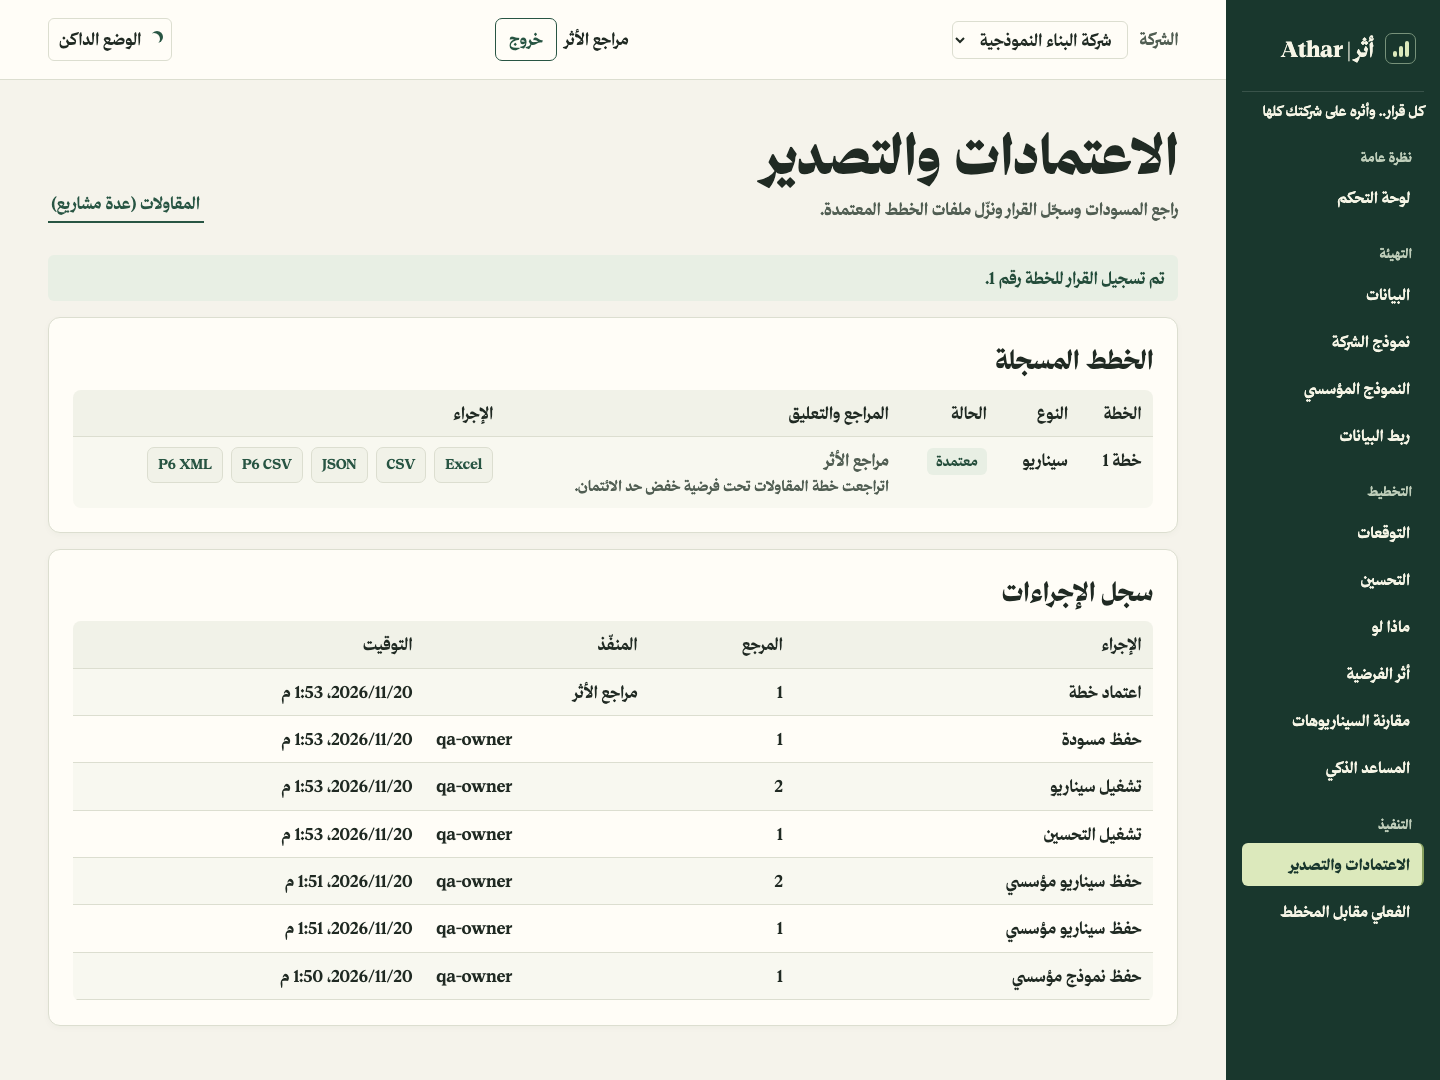 أثر | Athar
كل قرار.. وأثره على شركتك كلها
نظرة عامة
لوحة التحكم
التهيئة
البيانات
نموذج الشركة
النموذج المؤسسي
ربط البيانات
التخطيط
التوقعات
التحسين
ماذا لو
أثر الفرضية
مقارنة السيناريوهات
المساعد الذكي
التنفيذ
الاعتمادات والتصدير
الفعلي مقابل المخطط
الشركة شركة البناء النموذجية مراجع الأثر خروج الوضع الداكن
الاعتمادات والتصدير
راجع المسودات وسجّل القرار ونزّل ملفات الخطط المعتمدة.
المقاولات (عدة مشاريع)
تم تسجيل القرار للخطة رقم 1.
الخطط المسجلة
الخطة النوع الحالة المراجع والتعليق الإجراء
خطة 1 سيناريو معتمدة مراجع الأثر Excel CSV JSON P6 CSV P6 XML
اتراجعت خطة المقاولات تحت فرضية خفض حد الائتمان.
سجل الإجراءات
الإجراء المرجع المنفّذ التوقيت
اعتماد خطة 1 مراجع الأثر 2026/11/20، 1:53 م
حفظ مسودة 1 qa-owner 2026/11/20، 1:53 م
تشغيل سيناريو 2 qa-owner 2026/11/20، 1:53 م
تشغيل التحسين 1 qa-owner 2026/11/20، 1:53 م
حفظ سيناريو مؤسسي 2 qa-owner 2026/11/20، 1:51 م
حفظ سيناريو مؤسسي 1 qa-owner 2026/11/20، 1:51 م
حفظ نموذج مؤسسي 1 qa-owner 2026/11/20، 1:50 م